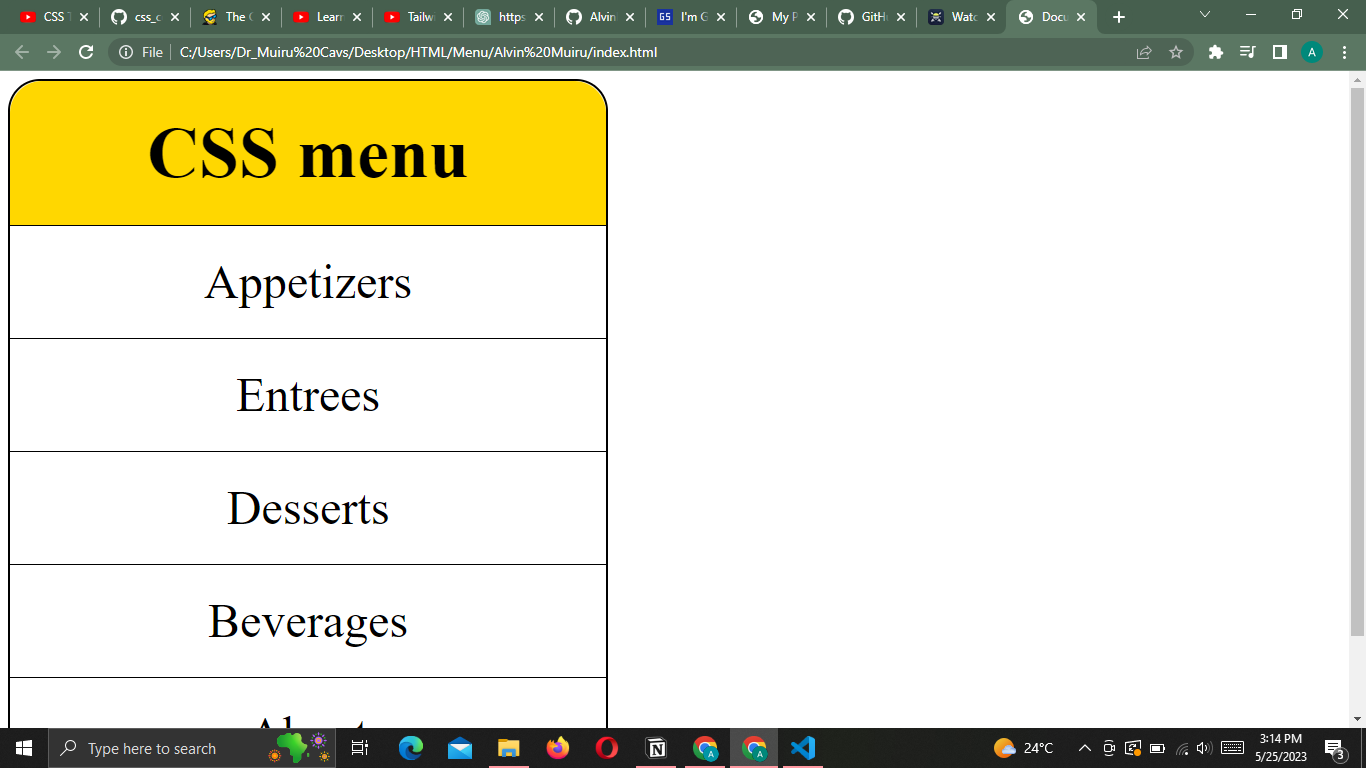 CSS T
css_c
The C
Learn
Tailw
https
Alvin
GS I'm G
My P
GitH
Watc
Docu
File C:/Users/Dr_Muiru%20Cavs/Desktop/HTML/Menu/Alvin%20Muiru/index.html
A
CSS menu
Appetizers
Entrees
Desserts
Beverages
About
Type here to search
24°C
3:14 PM
5/25/2023
3